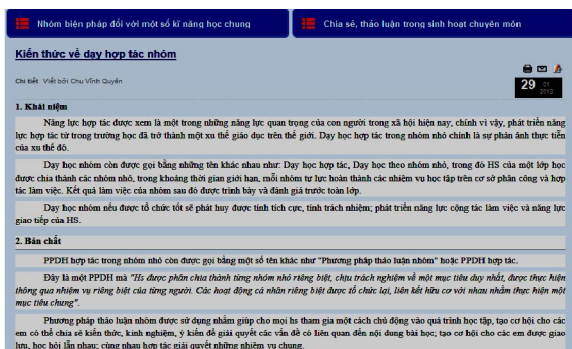 Nhóm biện pháp đối với một số kĩ năng học chung
Chia sẻ, thảo luận trong sinh hoạt chuyên môn
Kiến thức về dạy hợp tác nhóm
Chi tiết Viết bởi Chu Vĩnh Quyên
29 01
2012
1. Khái niệm
Năng lực hợp tác được xem là một trong những năng lực quan trọng của con người trong xã hội hiện nay, chính vì vậy, phát triển năng
lực hợp tác từ trong trường học đã trở thành một xu thế giáo dục trên thế giới. Dạy học hợp tác trong nhóm nhỏ chính là sự phản ánh thực tiễn
của xu thế đó.
Dạy học nhóm còn được gọi bằng những tên khác nhau như: Dạy học hợp tác, Dạy học theo nhóm nhỏ, trong đó HS của một lớp học
được chia thành các nhóm nhỏ, trong khoảng thời gian giới hạn, mỗi nhóm tự lực hoàn thành các nhiệm vụ học tập trên cơ sở phân công và hợp
tác làm việc. Kết quả làm việc của nhóm sau đó được trình bày và đánh giá trước toàn lớp.
Dạy học nhóm nếu được tổ chức tốt sẽ phát huy được tính tích cực, tính trách nhiệm; phát triển năng lực cộng tác làm việc và năng lực
giao tiếp của HS.
2. Bản chất
PPDH hợp tác trong nhóm nhỏ còn được gọi bằng một số tên khác như "Phương pháp thảo luận nhóm" hoặc PPDH hợp tác.
Đây là một PPDH mà "Hs được phân chia thành từng nhóm nhỏ riêng biệt, chịu trách nghiệm về một mục tiêu duy nhất, được thực hiện
thông qua nhiệm vụ riêng biệt của từng người. Các hoạt động cá nhân riêng biệt được tổ chức lại, liên kết hữu cơ với nhau nhằm thực hiện một
mục tiêu chung".
Phương pháp thảo luận nhóm được sử dụng nhằm giúp cho mọi hs tham gia một cách chủ động vào quá trình học tập, tạo cơ hội cho các
em có thể chia sẻ kiến thức, kinh nghiệm, ý kiến để giải quyết các vấn đề có liên quan đến nội dung bài học; tạo cơ hội cho các em được giao
lưu, học hỏi lẫn nhau; cùng nhau hợp tác giải quyết những nhiệm vụ chung.